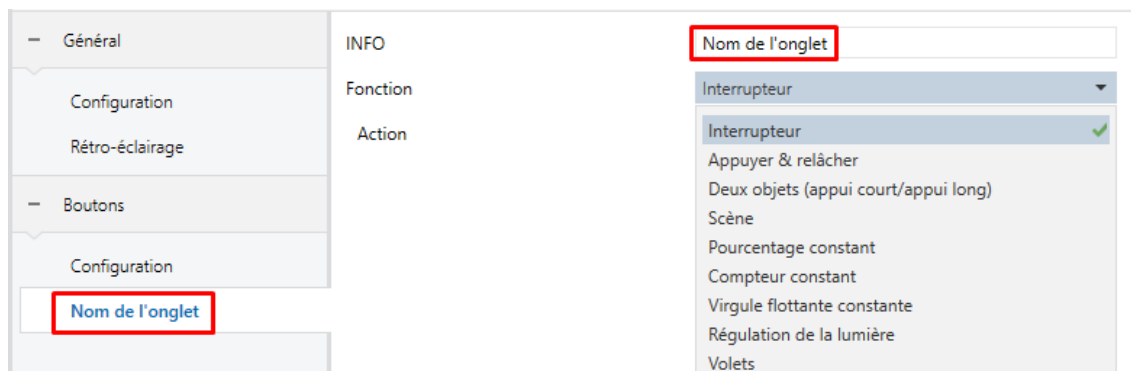 Général
Configuration
Rétro-éclairage
Boutons
Configuration
Nom de l'onglet
INFO
Nom de l'onglet
Fonction
Interrupteur
Action
Interrupteur
Appuyer & relâcher
Deux objets (appui court/appui long)
Scène
Pourcentage constant
Compteur constant
Virgule flottante constante
Régulation de la lumière
Volets